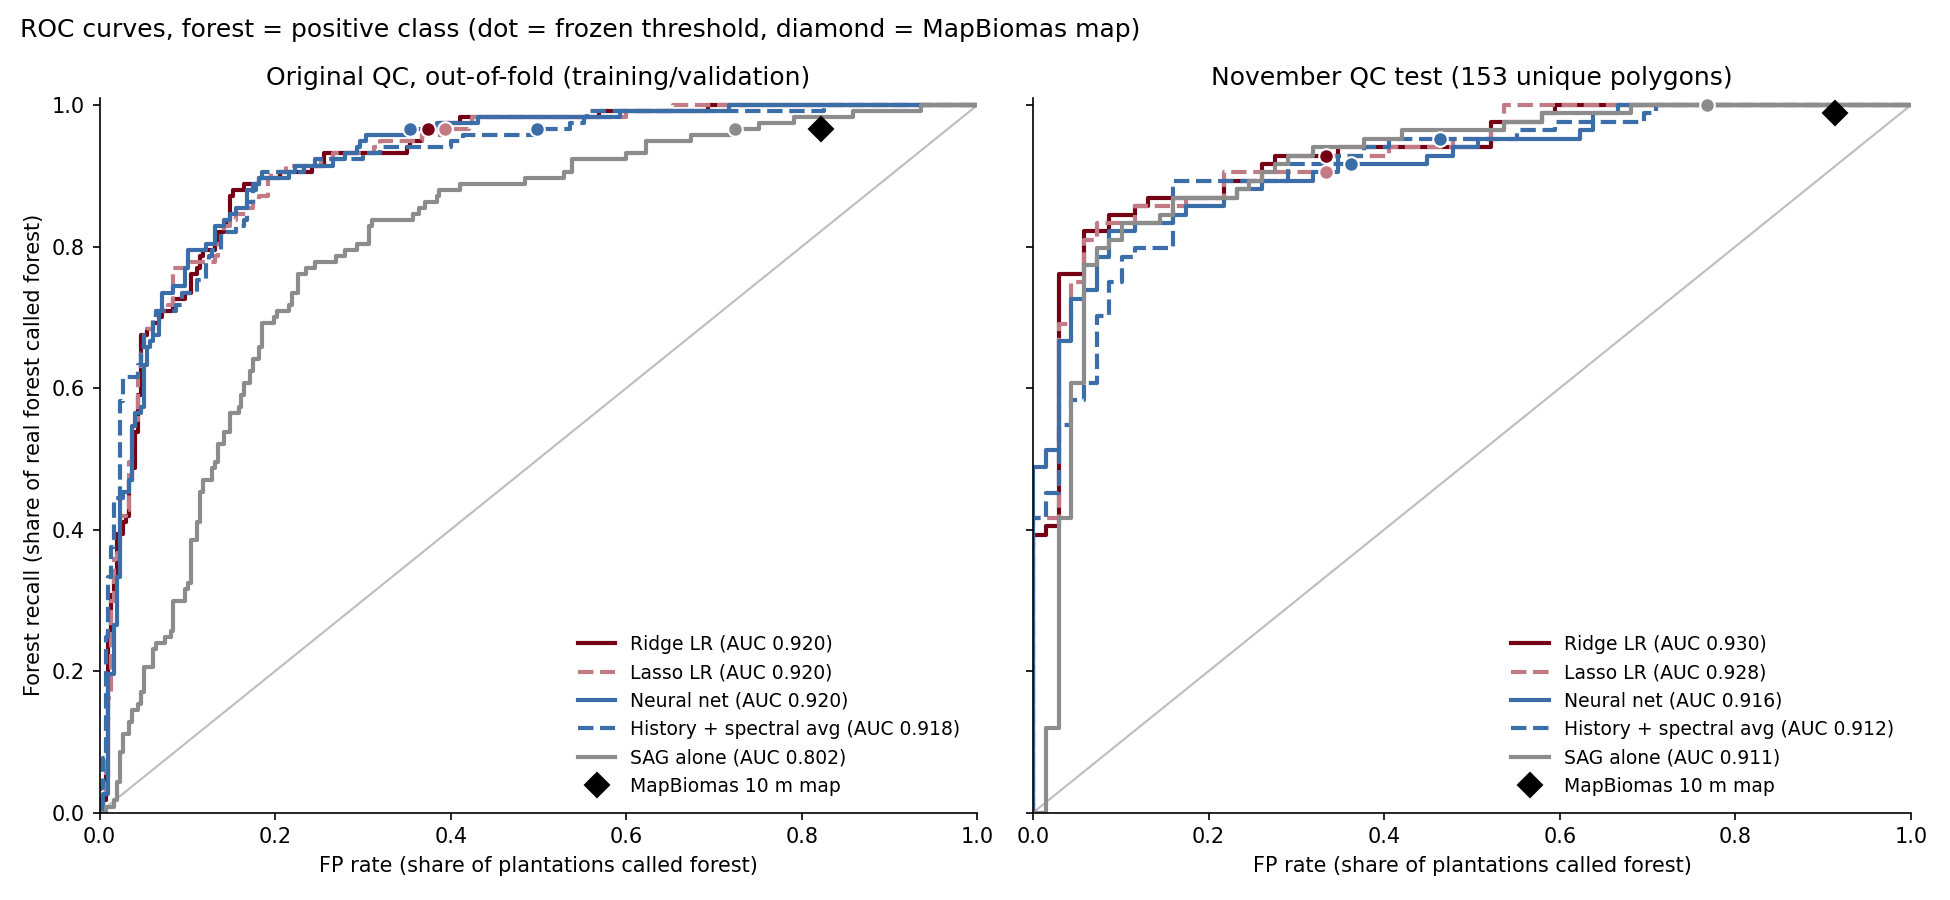 ROC curves, forest = positive class (dot = frozen threshold, diamond = MapBiomas map)
Original QC, out-of-fold (training/validation)
Forest recall (share of real forest called forest)
1.0
0.8
0.6
0.4
0.2
0.0
Ridge LR (AUC 0.920)
Lasso LR (AUC 0.920)
Neural net (AUC 0.920)
History + spectral avg (AUC 0.918)
SAG alone (AUC 0.802)
MapBiomas 10 m map
0.0 0.2 0.4 0.6 0.8 1.0
FP rate (share of plantations called forest)
November QC test (153 unique polygons)
Ridge LR (AUC 0.930)
Lasso LR (AUC 0.928)
Neural net (AUC 0.916)
History + spectral avg (AUC 0.912)
SAG alone (AUC 0.911)
MapBiomas 10 m map
0.0 0.2 0.4 0.6 0.8 1.0
FP rate (share of plantations called forest)